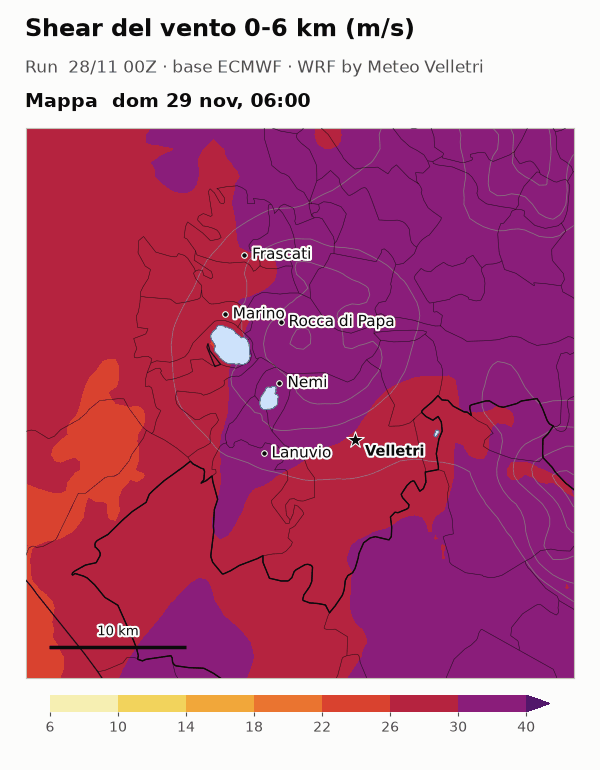 Shear del vento 0-6 km (m/s)
Run  28/11 00Z · base ECMWF · WRF by Meteo Velletri
Mappa  dom 29 nov, 06:00
Frascati
Marino
Rocca di Papa
Nemi
Velletri
Lanuvio
10 km
6 10 14 18 22 26 30 40